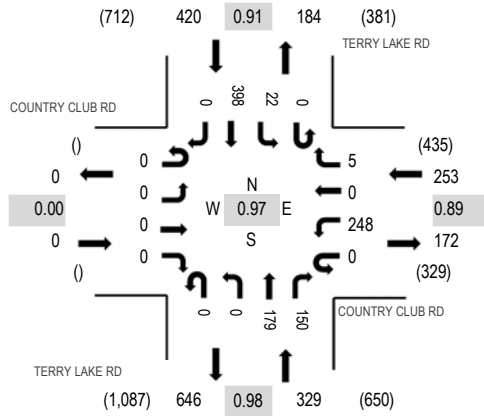 (712) 420 0.91 184 (381)
TERRY LAKE RD
COUNTRY CLUB RD
0 398 22 0
() 0 5 (435)
0 0 N 0 253
0.00 W 0.97 E 0.89
0 0 S 248 172
() 0 0 (329)
0 0 179 150
COUNTRY CLUB RD
TERRY LAKE RD
(1,087) 646 0.98 329 (650)